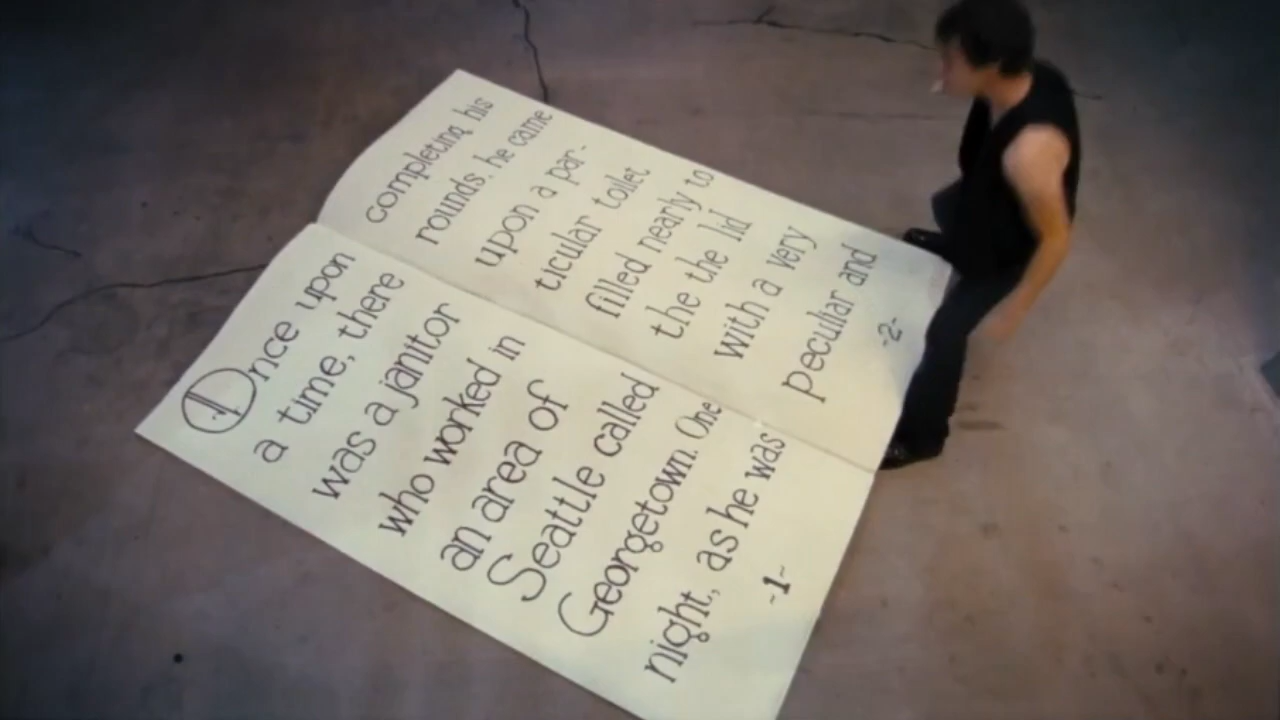 Once upon
a time, there
was a janitor
who worked in
an area of
Seattle called
Georgetown. One
night, as he was
-1-
completing his
rounds, he came
upon a par-
ticular toilet
filled nearly to
the the lid
with a very
peculiar and
-2-